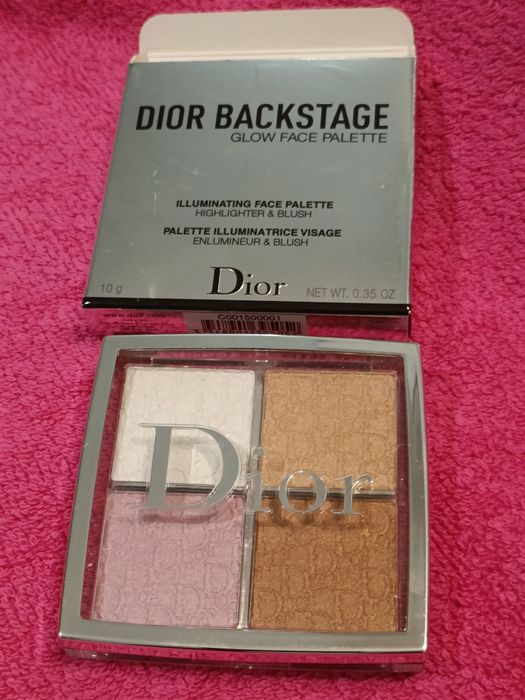 DIOR BACKSTAGE
GLOW FACE PALETTE
ILLUMINATING FACE PALETTE
HIGHLIGHTER & BLUSH
PALETTE ILLUMINATRICE VISAGE
ENLUMINEUR & BLUSH
10 g
Dior
NET WT. 0.35 OZ
www.dior.com
C001500001
Dior